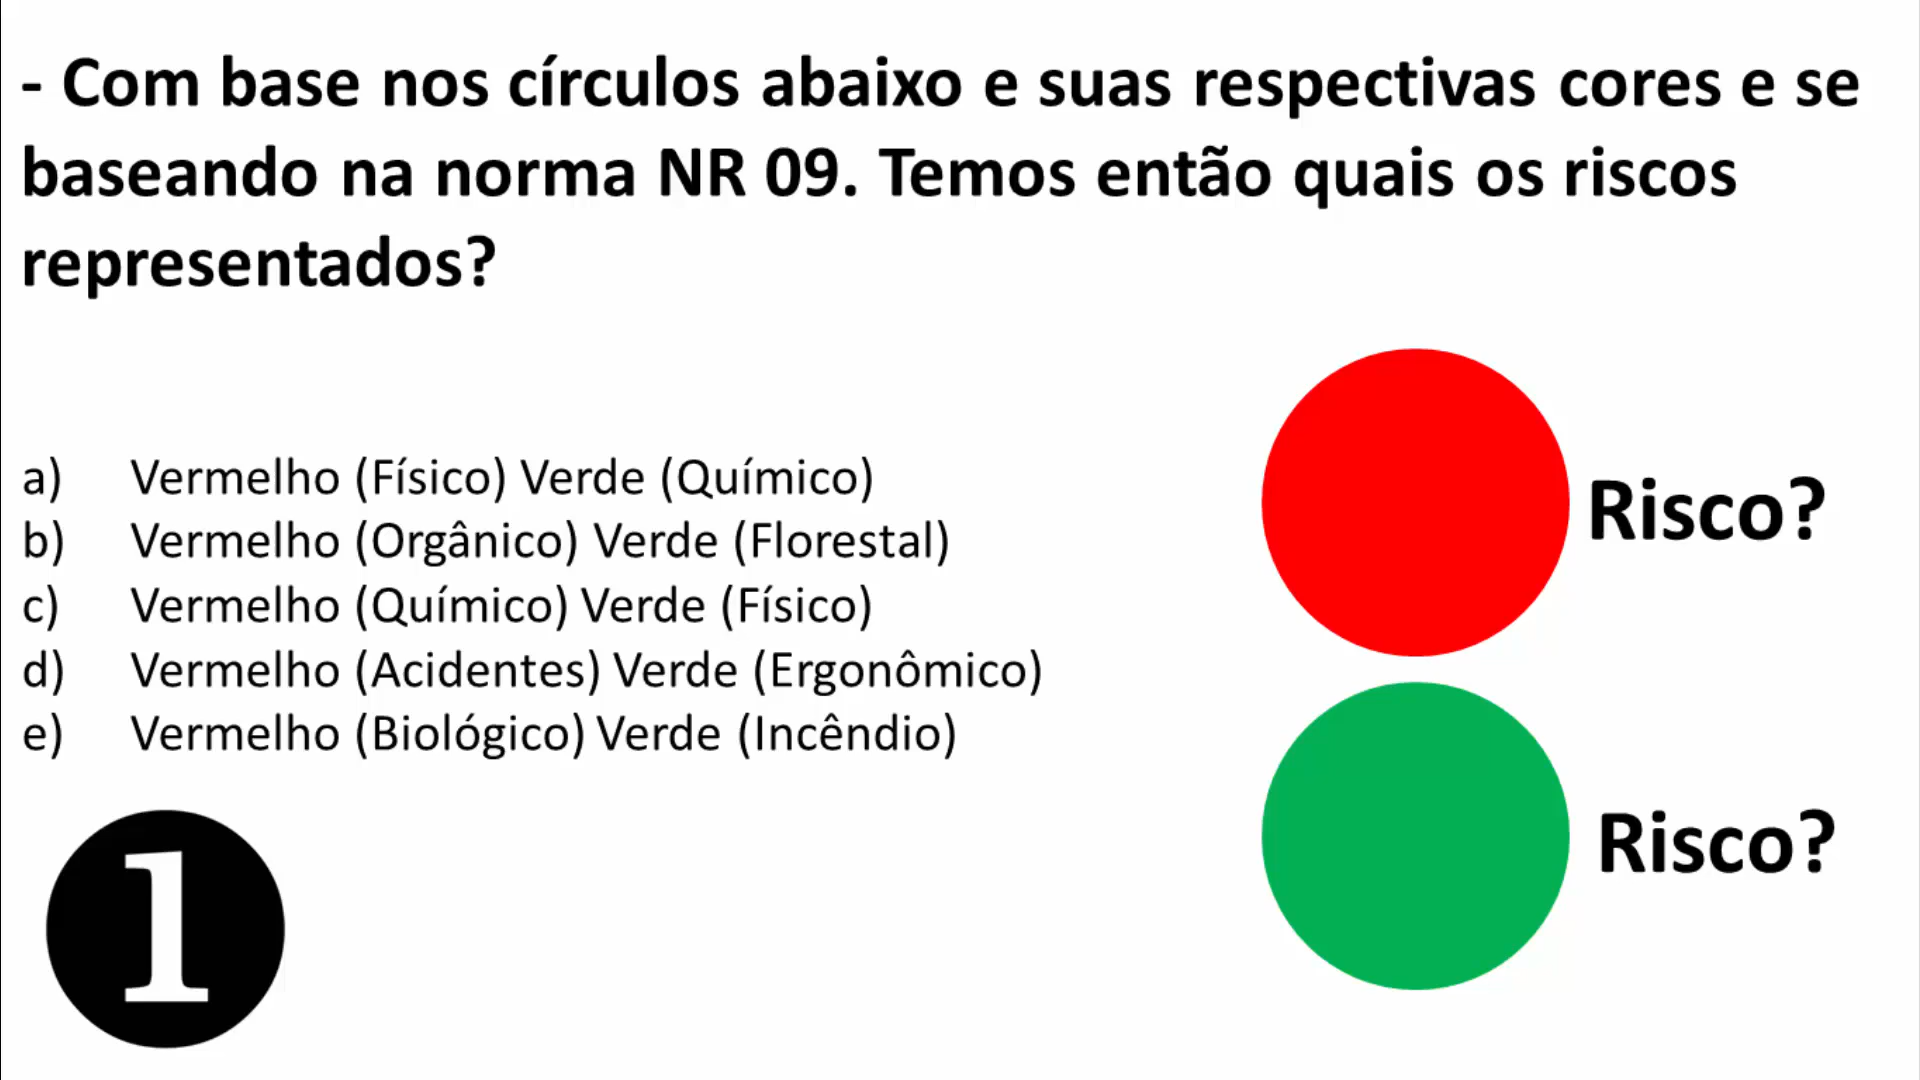 - Com base nos círculos abaixo e suas respectivas cores e se
baseando na norma NR 09. Temos então quais os riscos
representados?
a) Vermelho (Físico) Verde (Químico)
b) Vermelho (Orgânico) Verde (Florestal)
c) Vermelho (Químico) Verde (Físico)
d) Vermelho (Acidentes) Verde (Ergonômico)
e) Vermelho (Biológico) Verde (Incêndio)
Risco?
Risco?
1